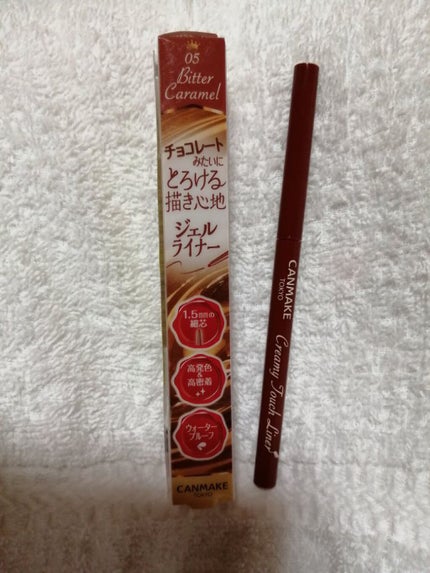 05
Bitter
Caramel
チョコレート
みたいに
とろける
描き心地
ジェル
ライナー
1.5mmの
細芯
高発色
&
高密着
ウォーター
プルーフ
CANMAKE
TOKYO
CANMAKE
TOKYO
Creamy Touch Liner